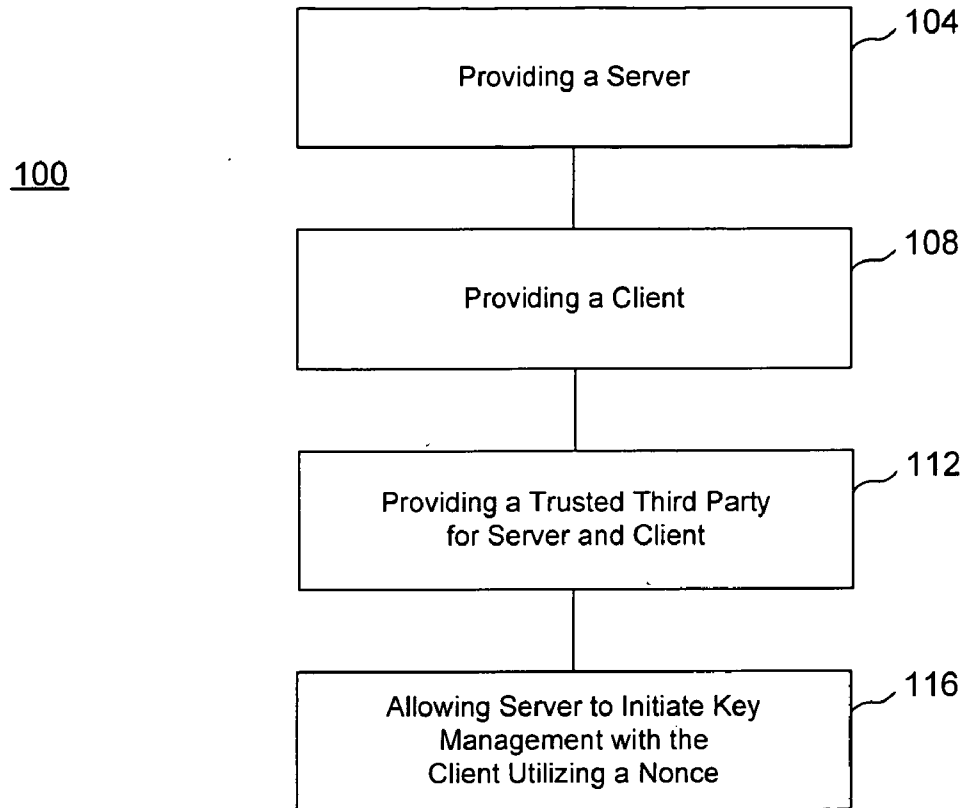 104
Providing a Server
100
108
Providing a Client
112
Providing a Trusted Third Party
for Server and Client
116
Allowing Server to Initiate Key
Management with the
Client Utilizing a Nonce